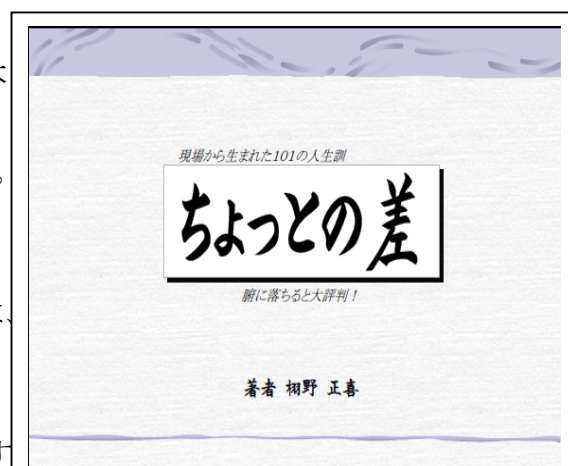 現場から生まれた101の人生訓
ちょっとの差
腑に落ちると大評判！
著者 栩野 正喜